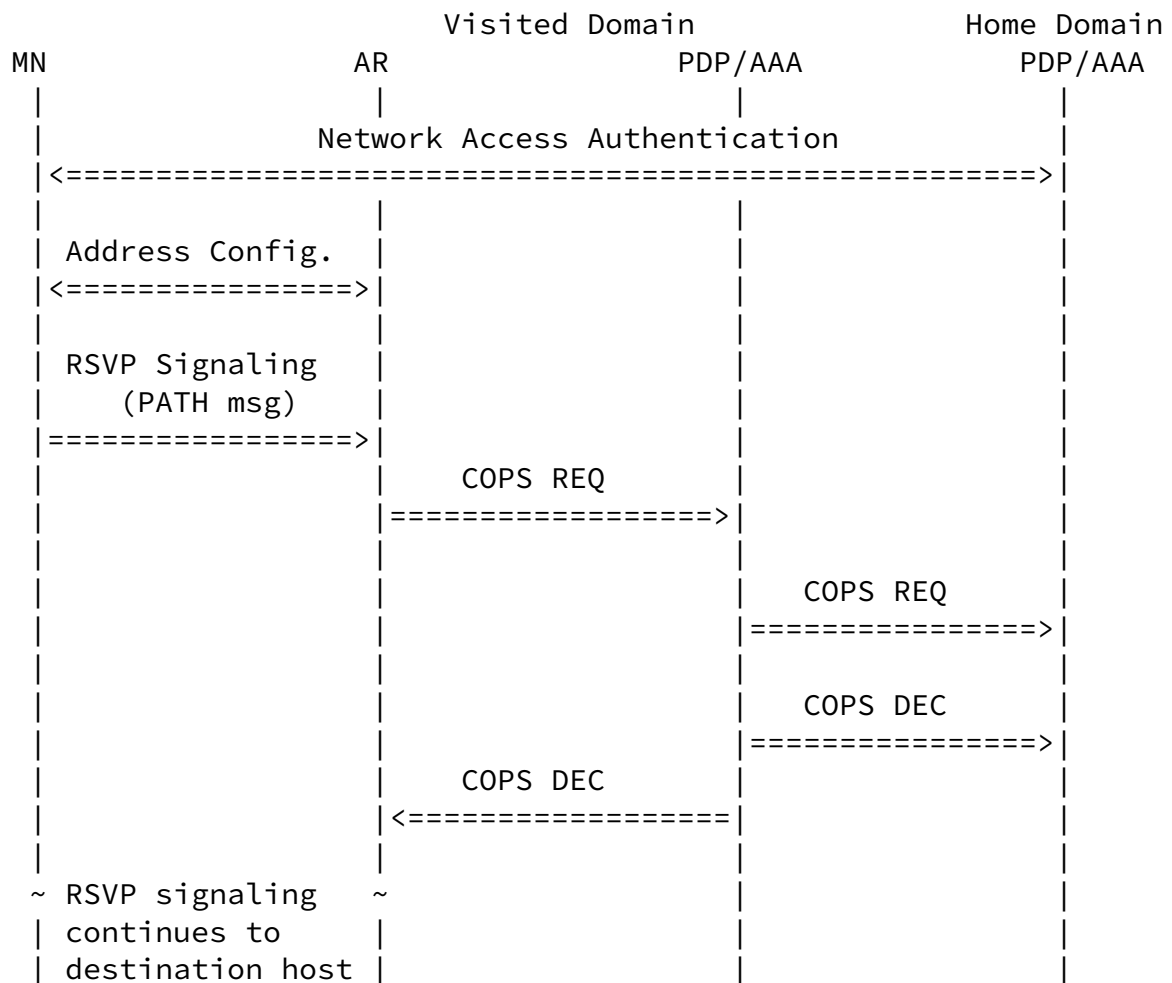 Visited Domain Home Domain
MN AR PDP/AAA PDP/AAA
Network Access Authentication
Address Config.
RSVP Signaling
(PATH msg)
COPS REQ
COPS REQ
COPS DEC
COPS DEC
~ RSVP signaling ~
continues to
destination host